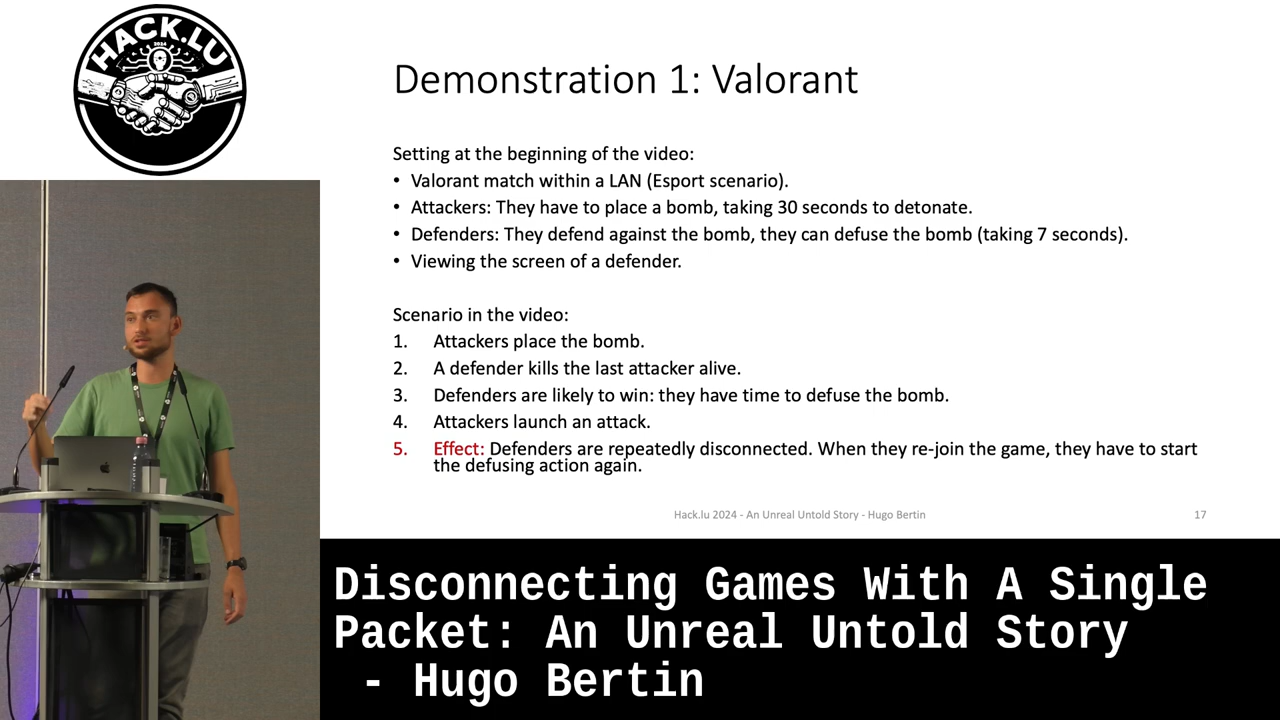 HACK.LU
2024
Demonstration 1: Valorant
Setting at the beginning of the video:
• Valorant match within a LAN (Esport scenario).
• Attackers: They have to place a bomb, taking 30 seconds to detonate.
• Defenders: They defend against the bomb, they can defuse the bomb (taking 7 seconds).
• Viewing the screen of a defender.
Scenario in the video:
1. Attackers place the bomb.
2. A defender kills the last attacker alive.
3. Defenders are likely to win: they have time to defuse the bomb.
4. Attackers launch an attack.
5. Effect: Defenders are repeatedly disconnected. When they re-join the game, they have to start
the defusing action again.
Hack.lu 2024 - An Unreal Untold Story - Hugo Bertin
17
Disconnecting Games With A Single
Packet: An Unreal Untold Story
- Hugo Bertin